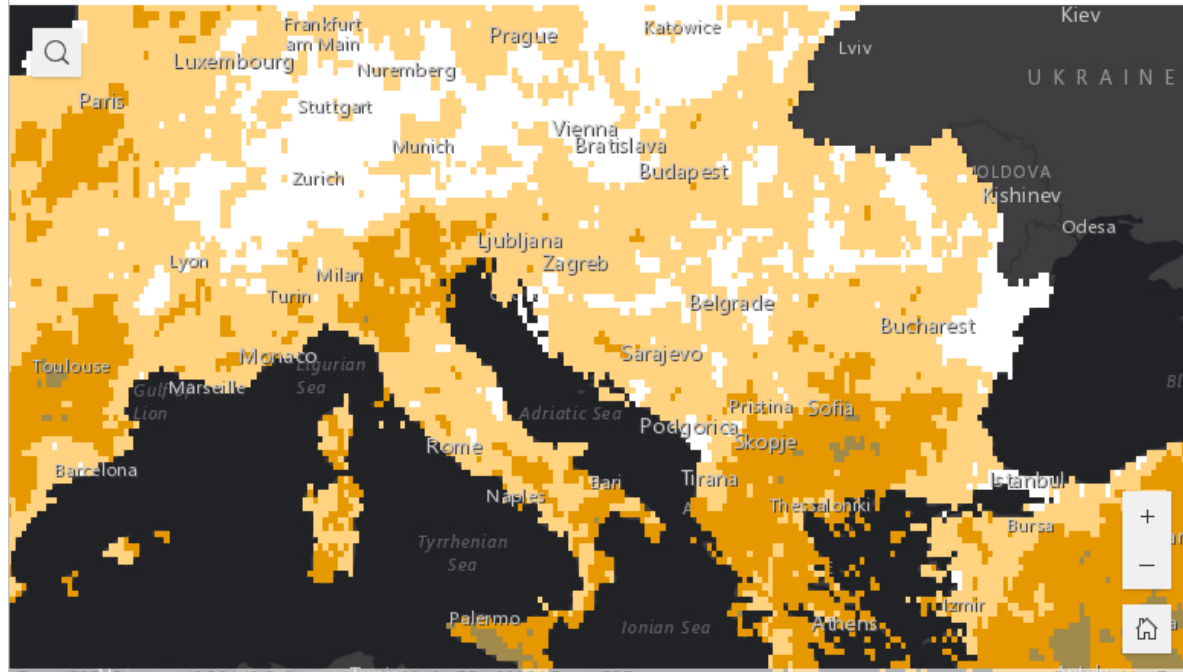 Kiev
Frankfurt
am Main
Prague
Katowice
Lviv
Luxembourg
Nuremberg
UKRAINE
Paris
Stuttgart
Vienna
Munich
Bratislava
Budapest
Zurich
OLDOVA
Kishinev
Odesa
Ljubljana
Lyon
Milan
Zagreb
Turin
Belgrade
Bucharest
Sarajevo
Monaco
Toulouse
Ligurian
Sea
Marseille
Gulf of
Lion
Adriatic Sea
Pristina
Sofia
Podgorica
Skopje
Rome
Barcelona
Tirana
Bari
Istanbul
Naples
Thessaloniki
Bursa
Tyrrhenian
Sea
Izmir
Palermo
Ionian Sea
Athens
+
−